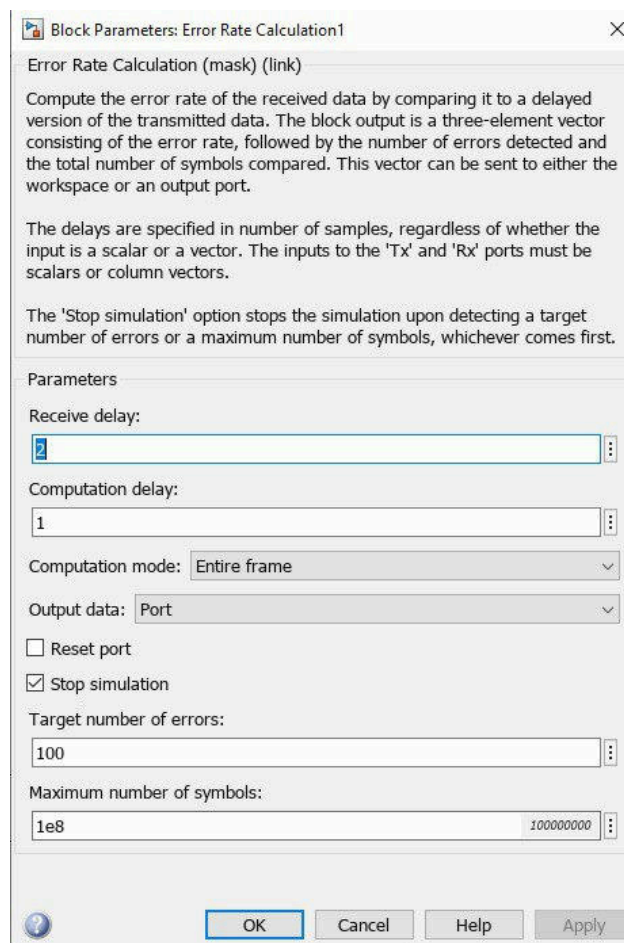 Block Parameters: Error Rate Calculation1
Error Rate Calculation (mask) (link)
Compute the error rate of the received data by comparing it to a delayed
version of the transmitted data. The block output is a three-element vector
consisting of the error rate, followed by the number of errors detected and
the total number of symbols compared. This vector can be sent to either the
workspace or an output port.
The delays are specified in number of samples, regardless of whether the
input is a scalar or a vector. The inputs to the 'Tx' and 'Rx' ports must be
scalars or column vectors.
The 'Stop simulation' option stops the simulation upon detecting a target
number of errors or a maximum number of symbols, whichever comes first.
Parameters
Receive delay:
2
Computation delay:
1
Computation mode: Entire frame
Output data: Port
Reset port
Stop simulation
Target number of errors:
100
Maximum number of symbols:
1e8 100000000
OK Cancel Help Apply